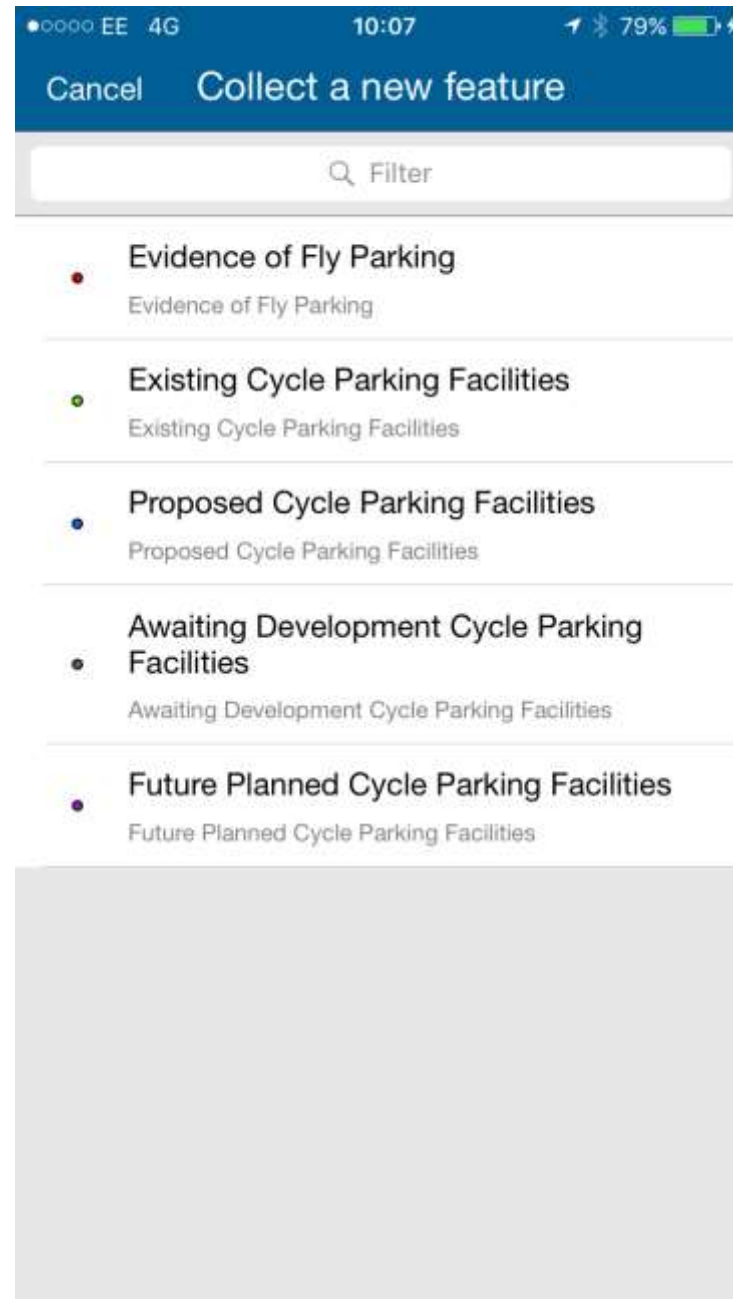 EE 4G 10:07 79%
Cancel Collect a new feature
Filter
Evidence of Fly Parking
Evidence of Fly Parking
Existing Cycle Parking Facilities
Existing Cycle Parking Facilities
Proposed Cycle Parking Facilities
Proposed Cycle Parking Facilities
Awaiting Development Cycle Parking
Facilities
Awaiting Development Cycle Parking Facilities
Future Planned Cycle Parking Facilities
Future Planned Cycle Parking Facilities